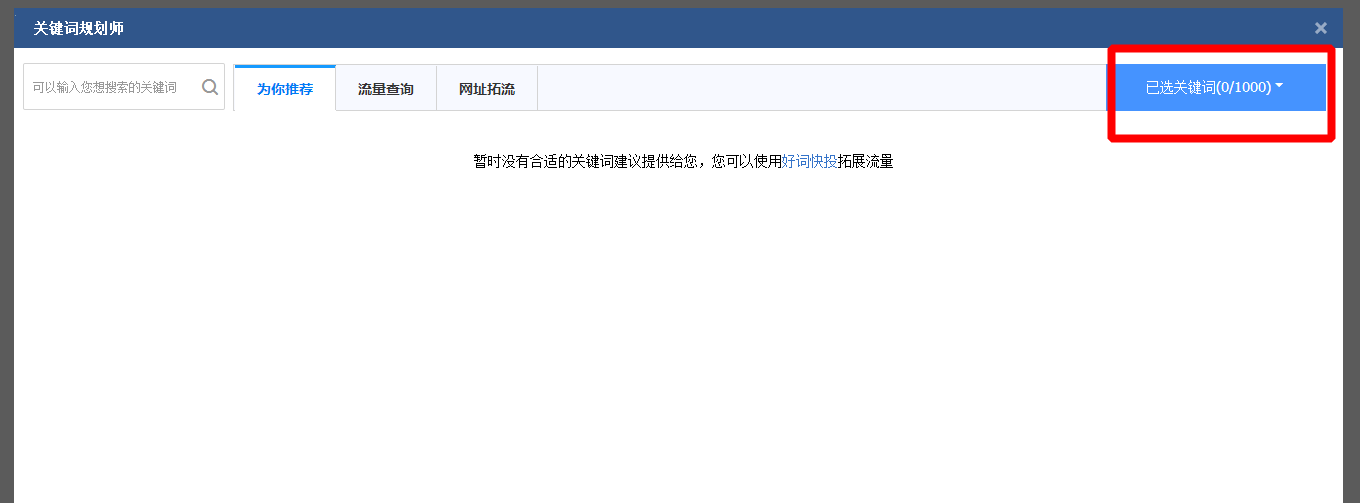 关键词规划师
可以输入您想搜索的关键词
为你推荐
流量查询
网址拓流
已选关键词(0/1000)
暂时没有合适的关键词建议提供给您，您可以使用好词快投拓展流量